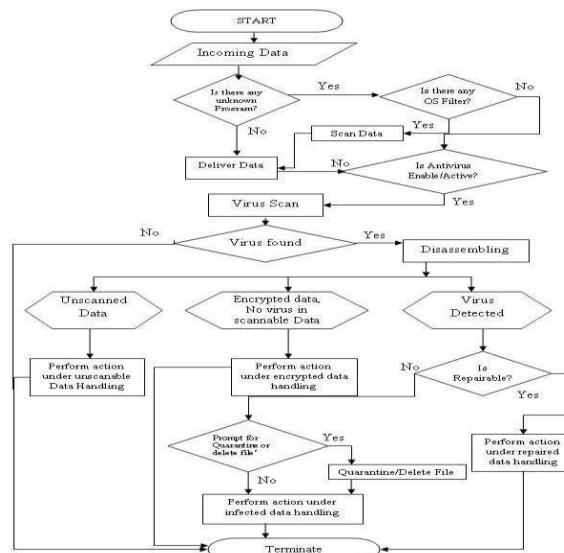 START
Incoming Data
Is there any
unknown
Program?
Yes
Is there any
OS Filter?
No
No
Scan Data
Yes
Deliver Data
No
Is Antivirus
Enable/Active?
Virus Scan
Yes
No
Virus found
Yes
Disassembling
Unscanned
Data
Encrypted data,
No virus in
scannable Data
Virus
Detected
Perform action
under unscanable
Data Handling
Perform action
under encrypted data
handling
No
Is
Repairable?
Yes
Prompt for
Quarantine or
delete file"
Yes
Perform action
under repaired
data handling
Quarantine/Delete File
No
Perform action under
infected data handling
Terminate